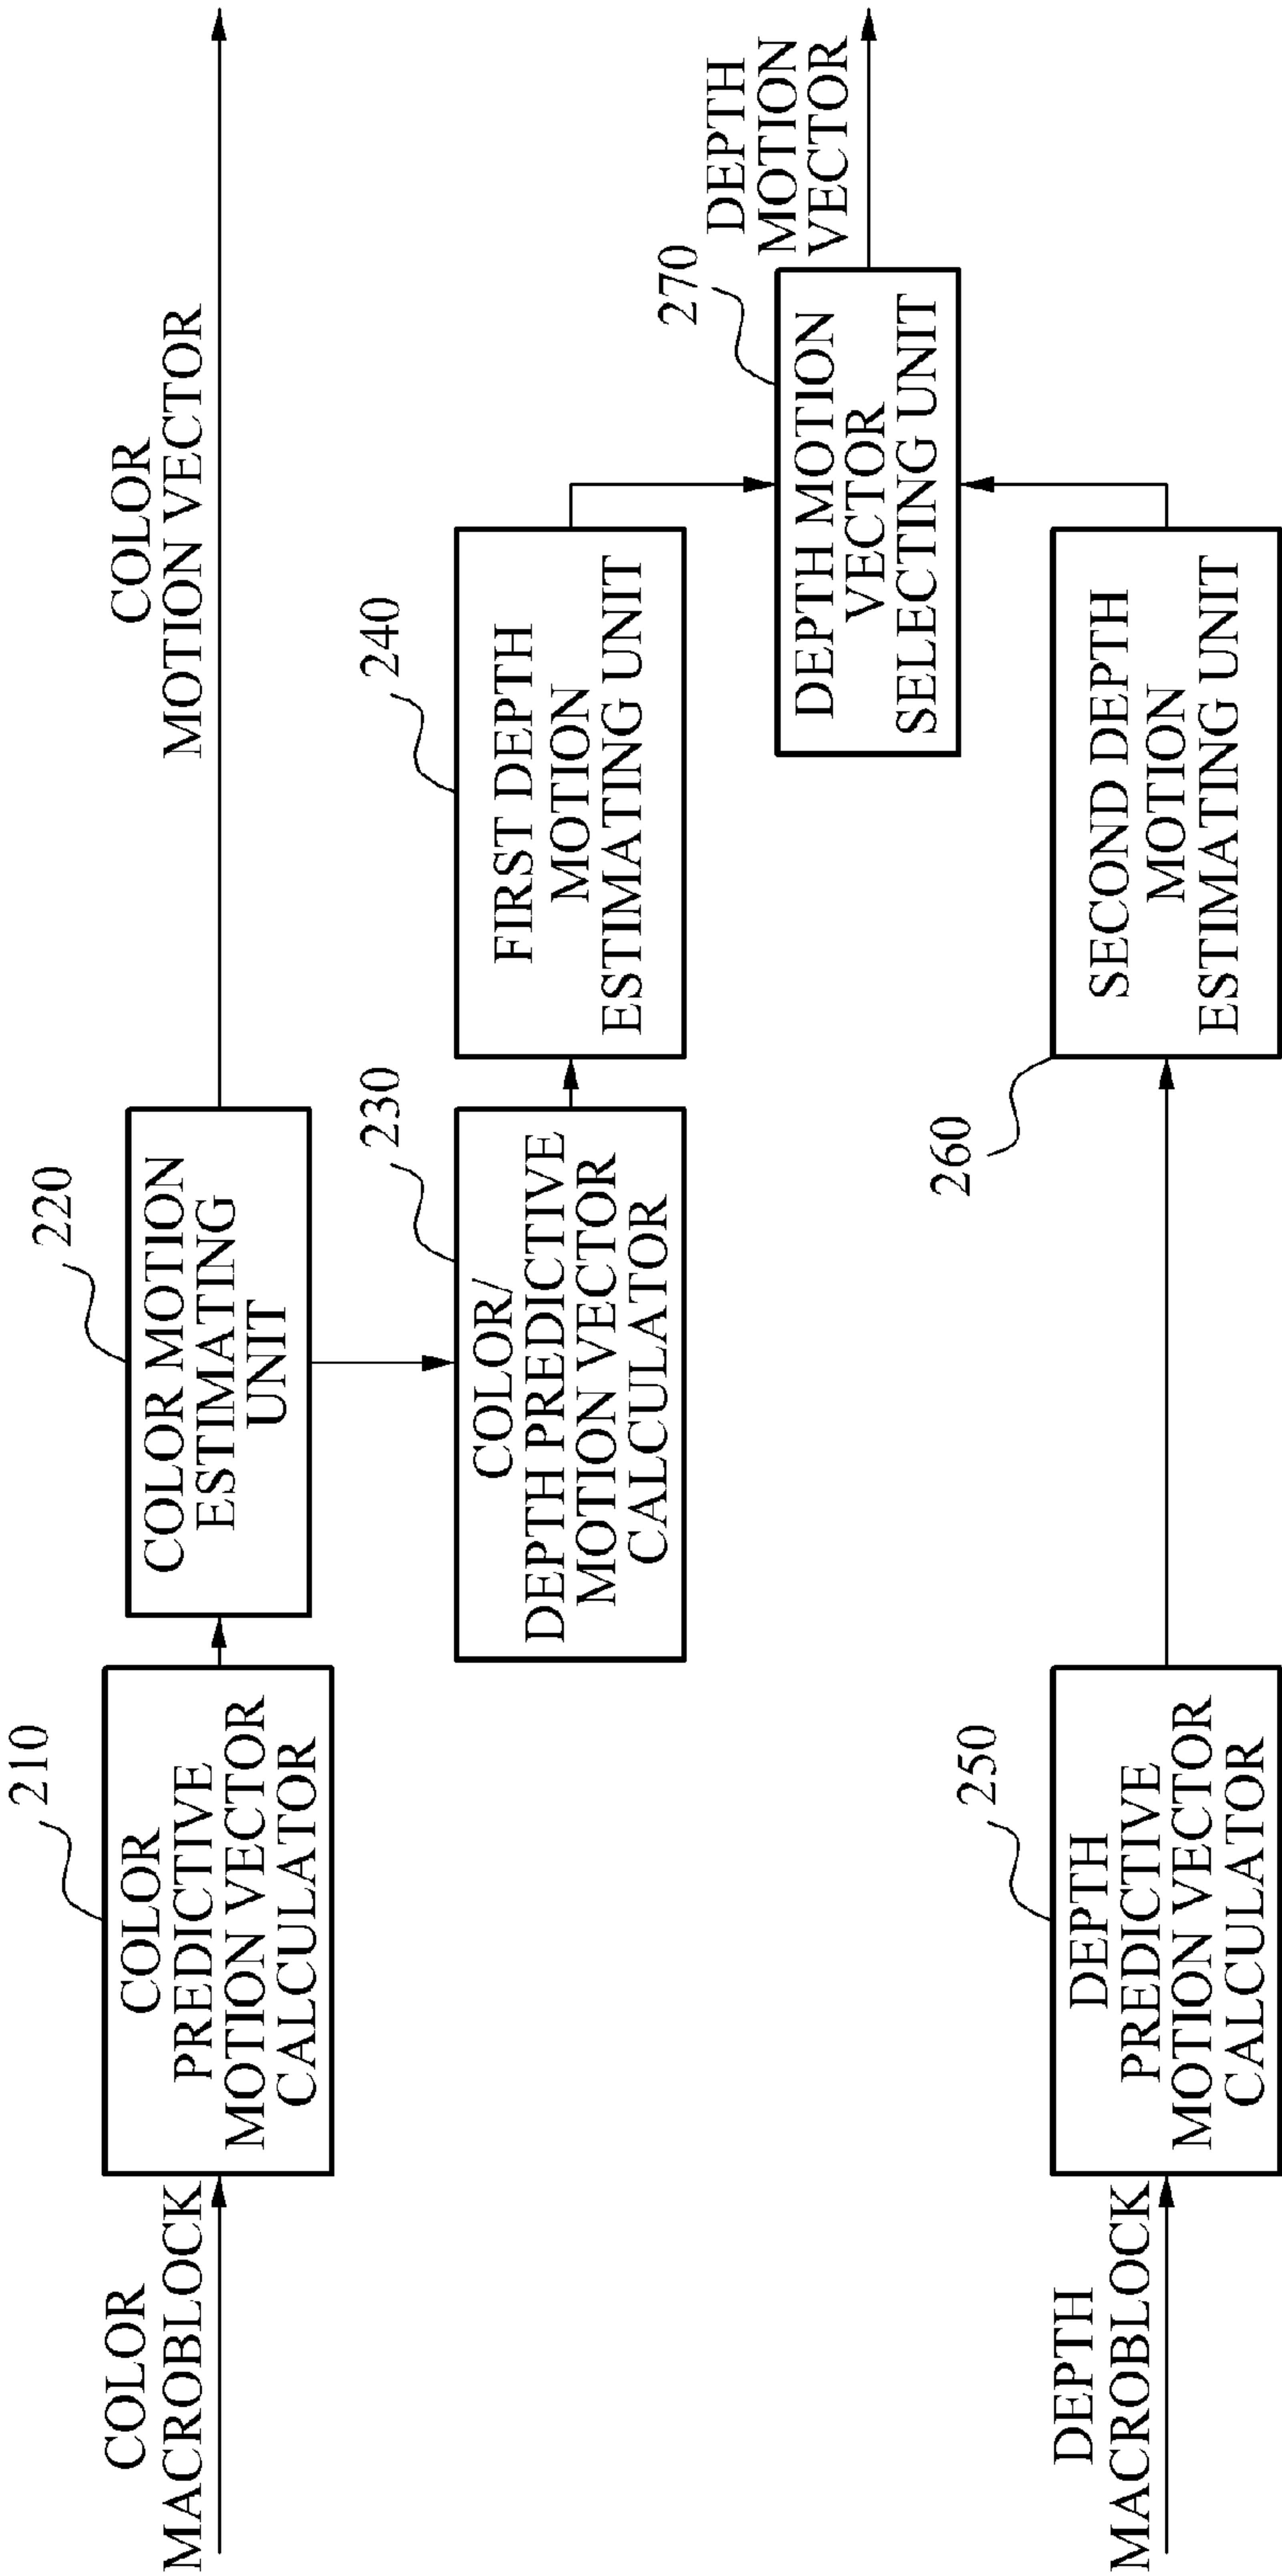 COLOR
MACROBLOCK
210
COLOR
PREDICTIVE
MOTION VECTOR
CALCULATOR
220
COLOR MOTION
ESTIMATING
UNIT
COLOR
MOTION VECTOR
230
COLOR/
DEPTH PREDICTIVE
MOTION VECTOR
CALCULATOR
240
FIRST DEPTH
MOTION
ESTIMATING UNIT
270
DEPTH MOTION
VECTOR
SELECTING UNIT
DEPTH
MOTION
VECTOR
DEPTH
MACROBLOCK
250
DEPTH
PREDICTIVE
MOTION VECTOR
CALCULATOR
260
SECOND DEPTH
MOTION
ESTIMATING UNIT